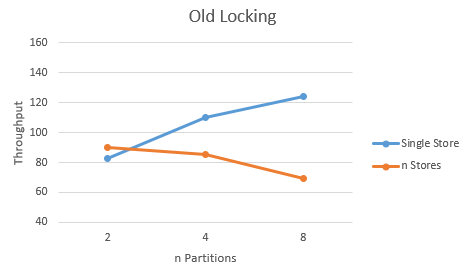 Old Locking
160
140
120
100
80
60
40
Throughput
2 4 8
n Partitions
Single Store
n Stores